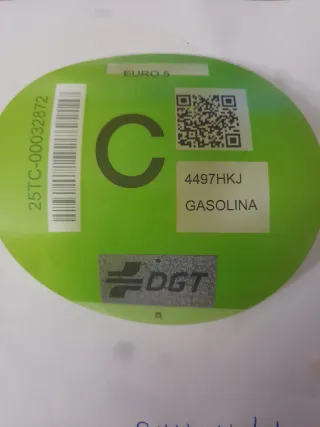 EURO 5
25TC-00032872
C
4497HKJ
GASOLINA
DGT